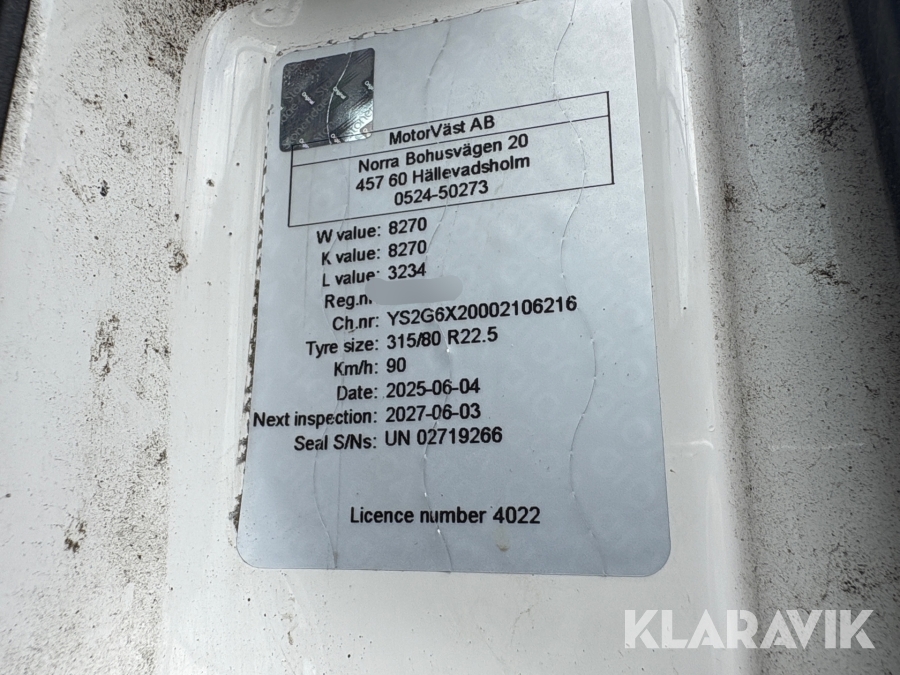 Original
Original
MotorVäst AB
Norra Bohusvägen 20
457 60 Hällevadsholm
0524-50273
W value: 8270
K value: 8270
L value: 3234
Reg.n
Ch.nr: YS2G6X20002106216
Tyre size: 315/80 R22.5
Km/h: 90
Date: 2025-06-04
Next inspection: 2027-06-03
Seal S/Ns: UN 02719266
Licence number 4022
KLARAVIK